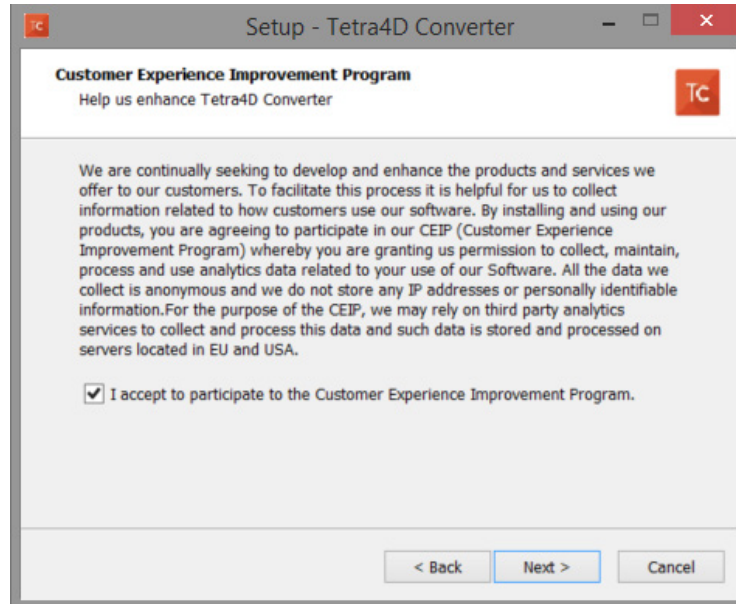 TC
Setup - Tetra4D Converter
Customer Experience Improvement Program
Help us enhance Tetra4D Converter
TC
We are continually seeking to develop and enhance the products and services we
offer to our customers. To facilitate this process it is helpful for us to collect
information related to how customers use our software. By installing and using our
products, you are agreeing to participate in our CEIP (Customer Experience
Improvement Program) whereby you are granting us permission to collect, maintain,
process and use analytics data related to your use of our Software. All the data we
collect is anonymous and we do not store any IP addresses or personally identifiable
information.For the purpose of the CEIP, we may rely on third party analytics
services to collect and process this data and such data is stored and processed on
servers located in EU and USA.
I accept to participate to the Customer Experience Improvement Program.
< Back
Next >
Cancel